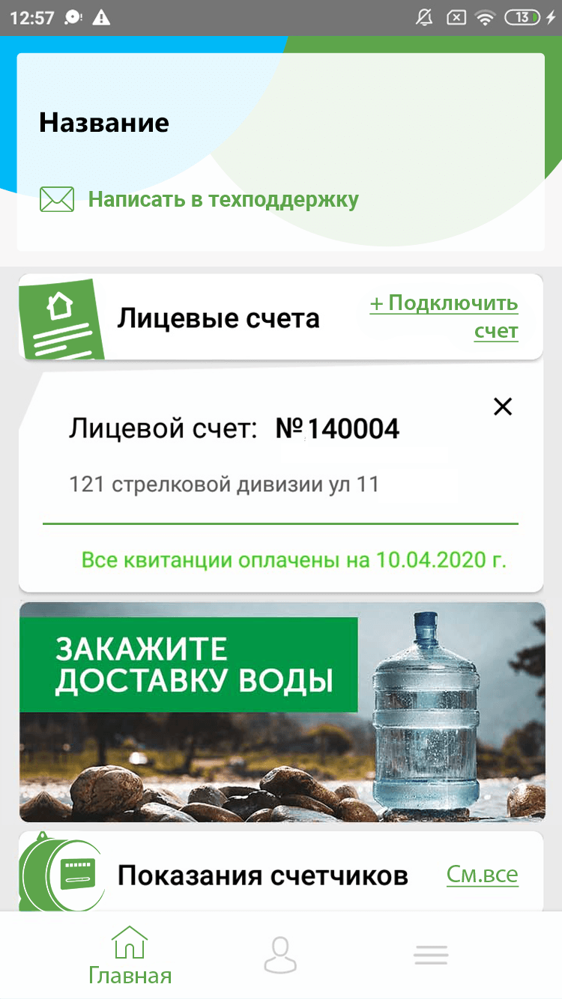 12:57
13
Название
Написать в техподдержку
Лицевые счета
+ Подключить
счет
Лицевой счет: №140004
121 стрелковой дивизии ул 11
Все квитанции оплачены на 10.04.2020 г.
ЗАКАЖИТЕ
ДОСТАВКУ ВОДЫ
Показания счетчиков
См.все
Главная